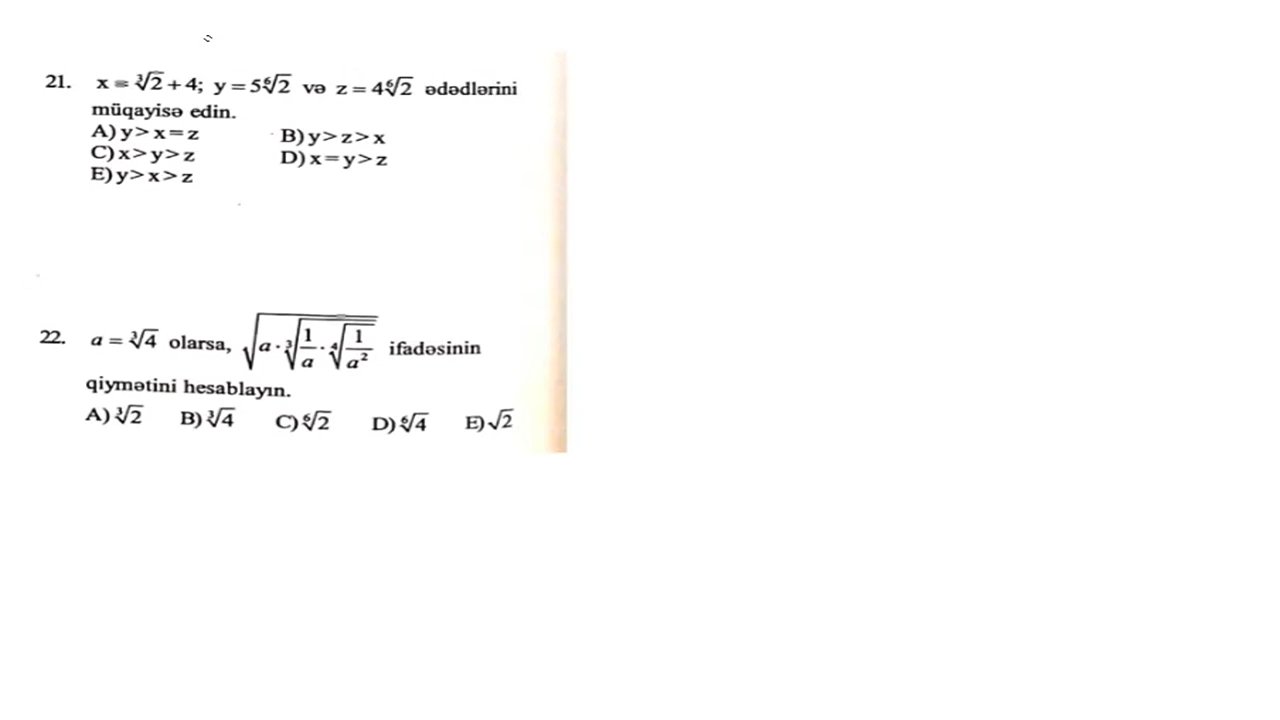 21. x = ∛2 + 4; y = 5⁶√2 və z = 4⁶√2 ədədlərini
müqayisə edin.
A) y > x = z B) y > z > x
C) x > y > z D) x = y > z
E) y > x > z
22. a = ∛4 olarsa, √(a · ∛(1/a · ⁴√(1/a²))) ifadəsinin
qiymətini hesablayın.
A) ∛2 B) ∛4 C) ⁶√2 D) ⁶√4 E) √2